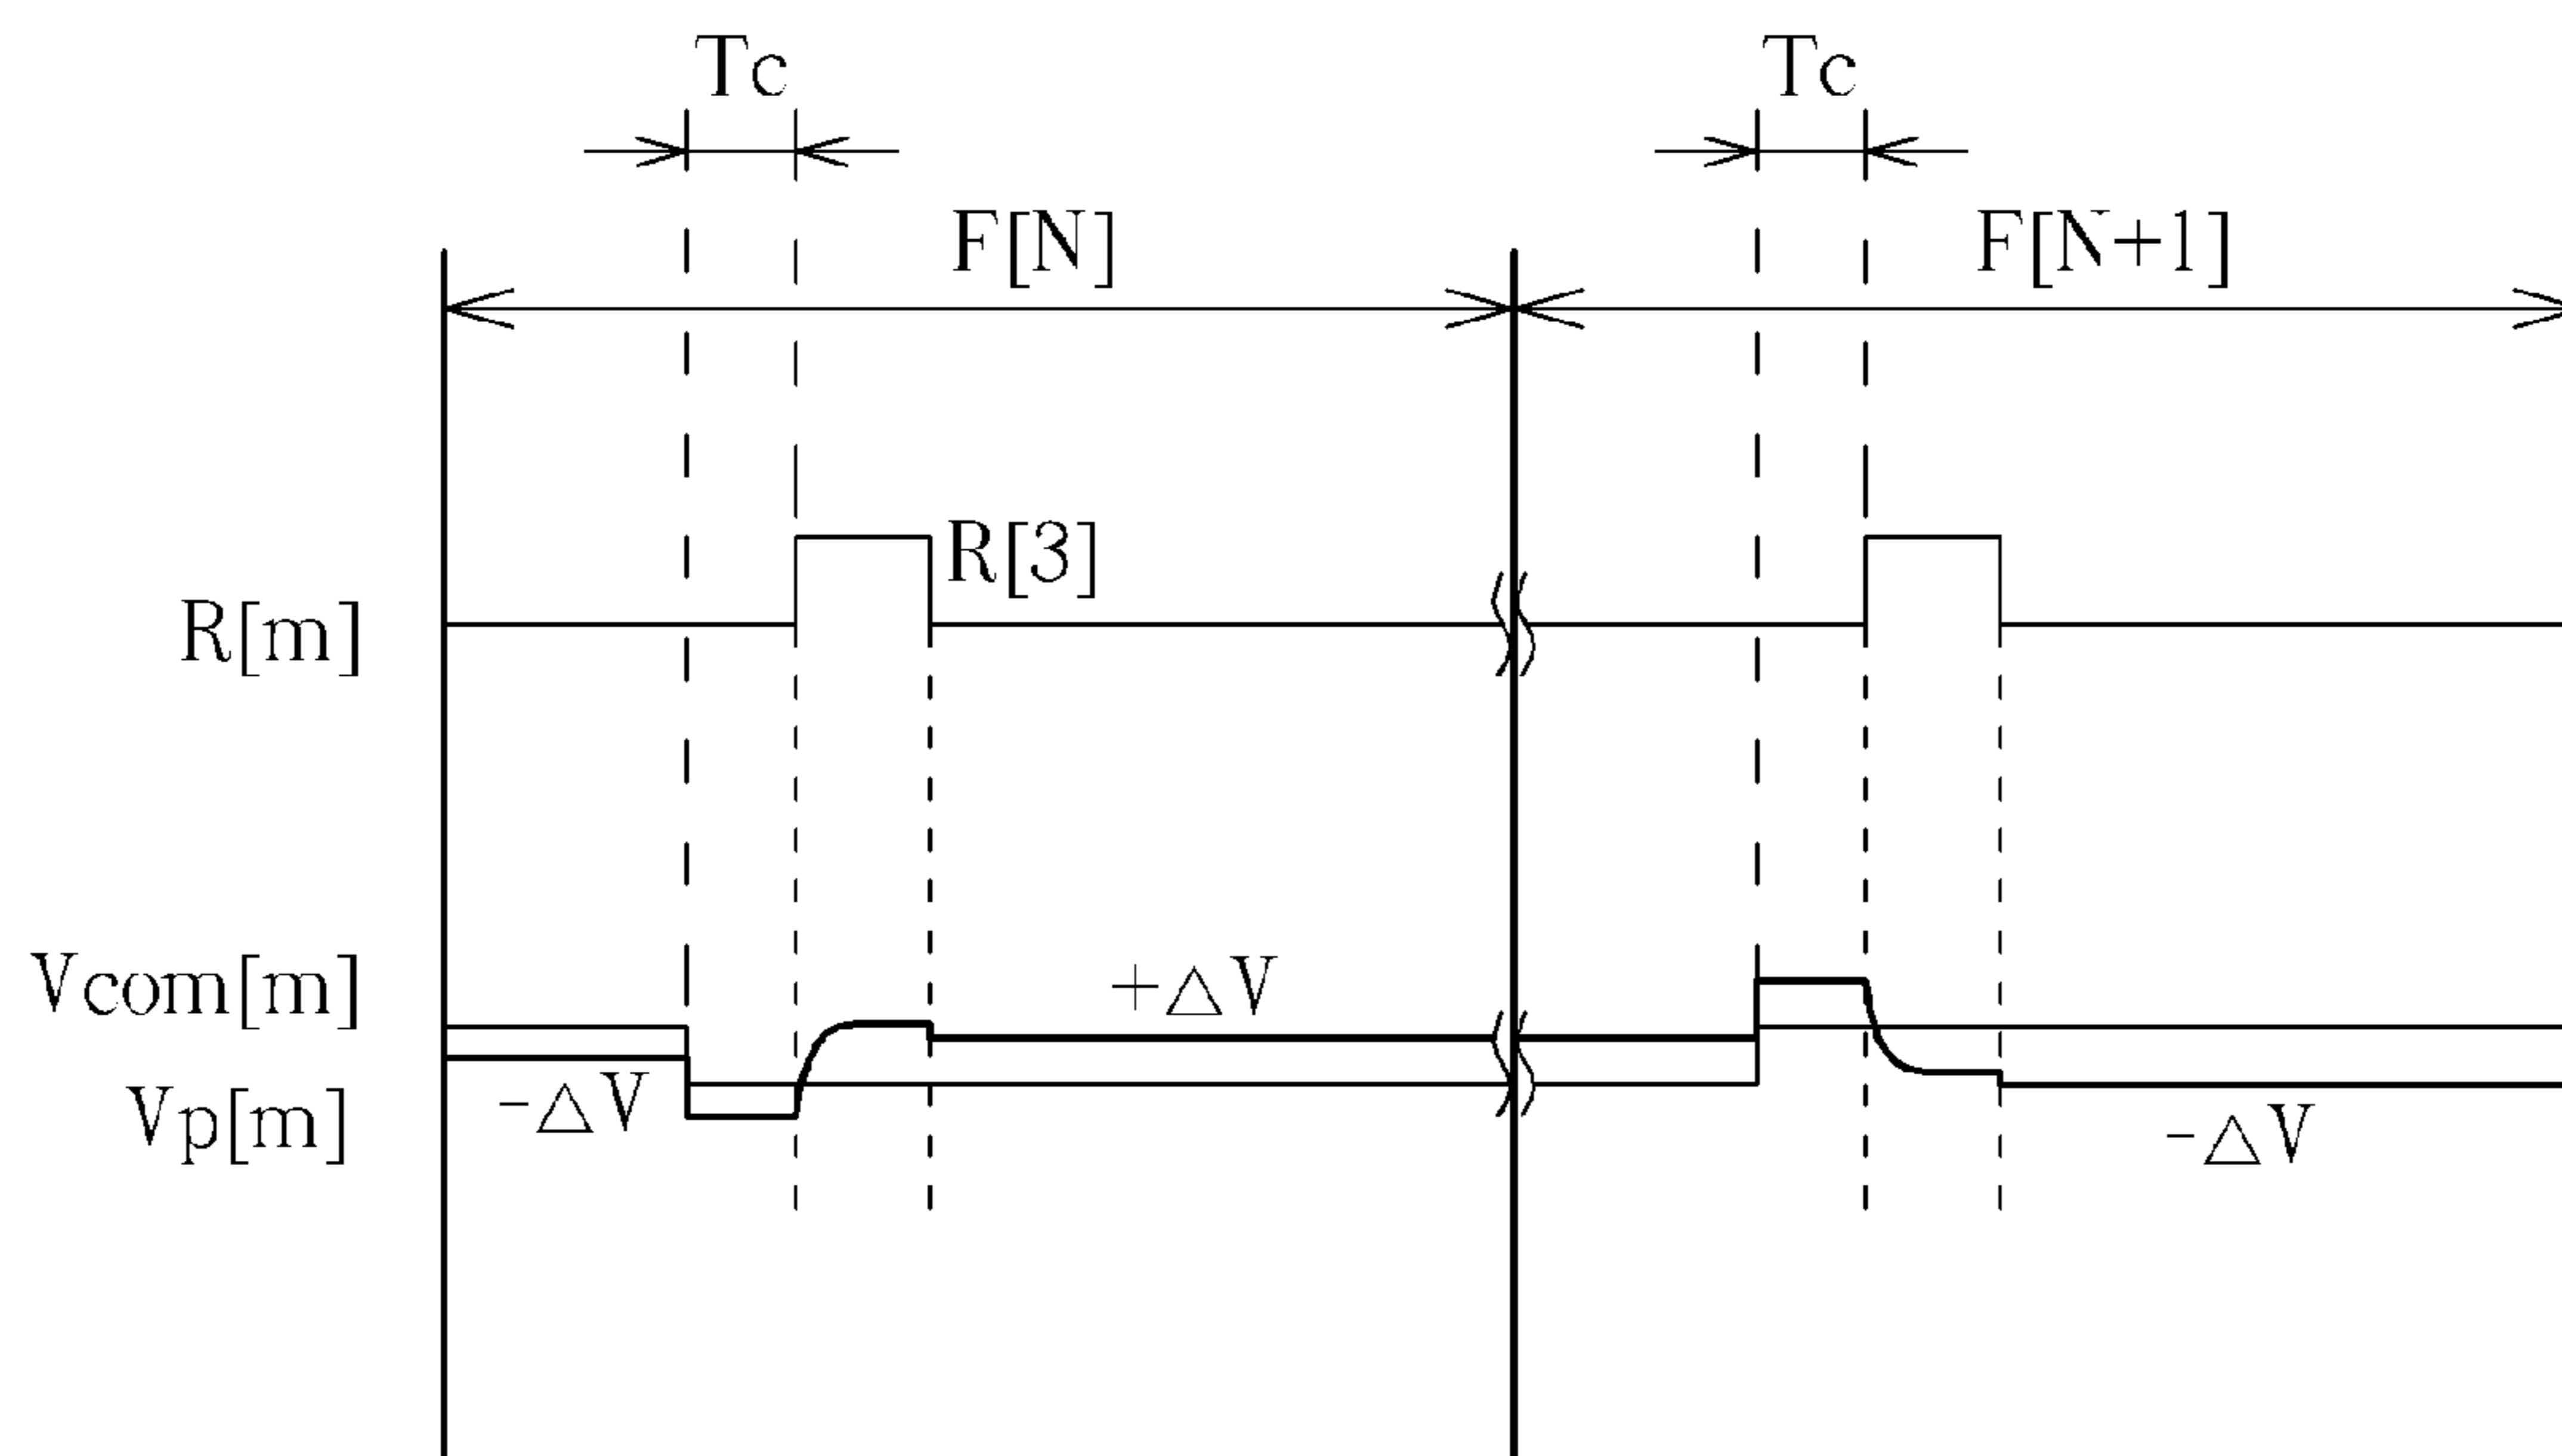 Tc Tc
F[N] F[N+1]
R[3]
R[m]
Vcom[m] +△V
Vp[m] -△V -△V